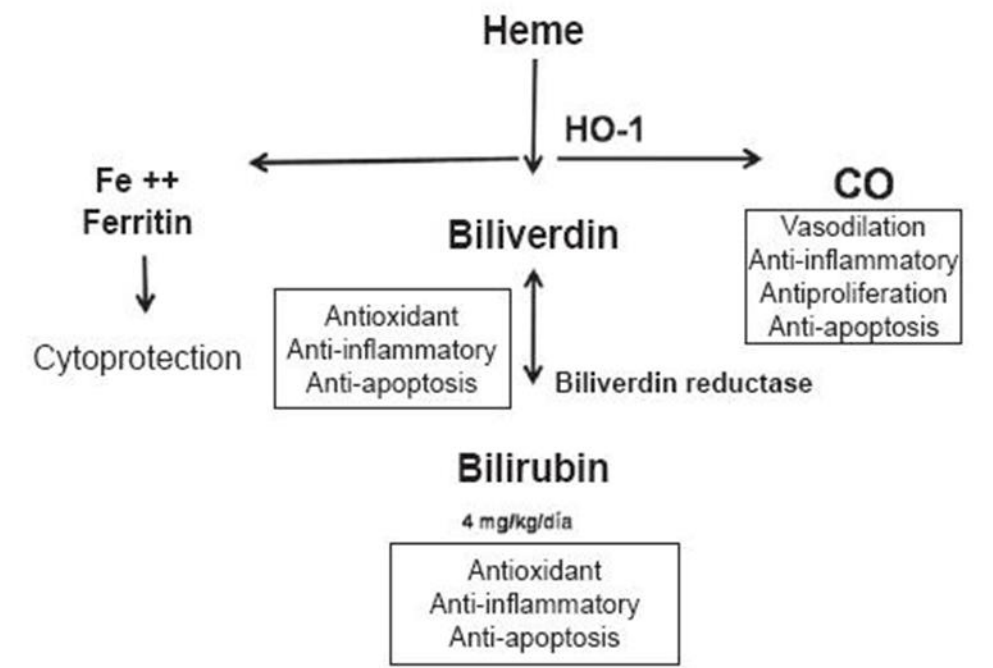 Heme
HO-1
Fe ++
Ferritin
Cytoprotection
CO
Vasodilation
Anti-inflammatory
Antiproliferation
Anti-apoptosis
Biliverdin
Antioxidant
Anti-inflammatory
Anti-apoptosis
Biliverdin reductase
Bilirubin
4 mg/kg/día
Antioxidant
Anti-inflammatory
Anti-apoptosis